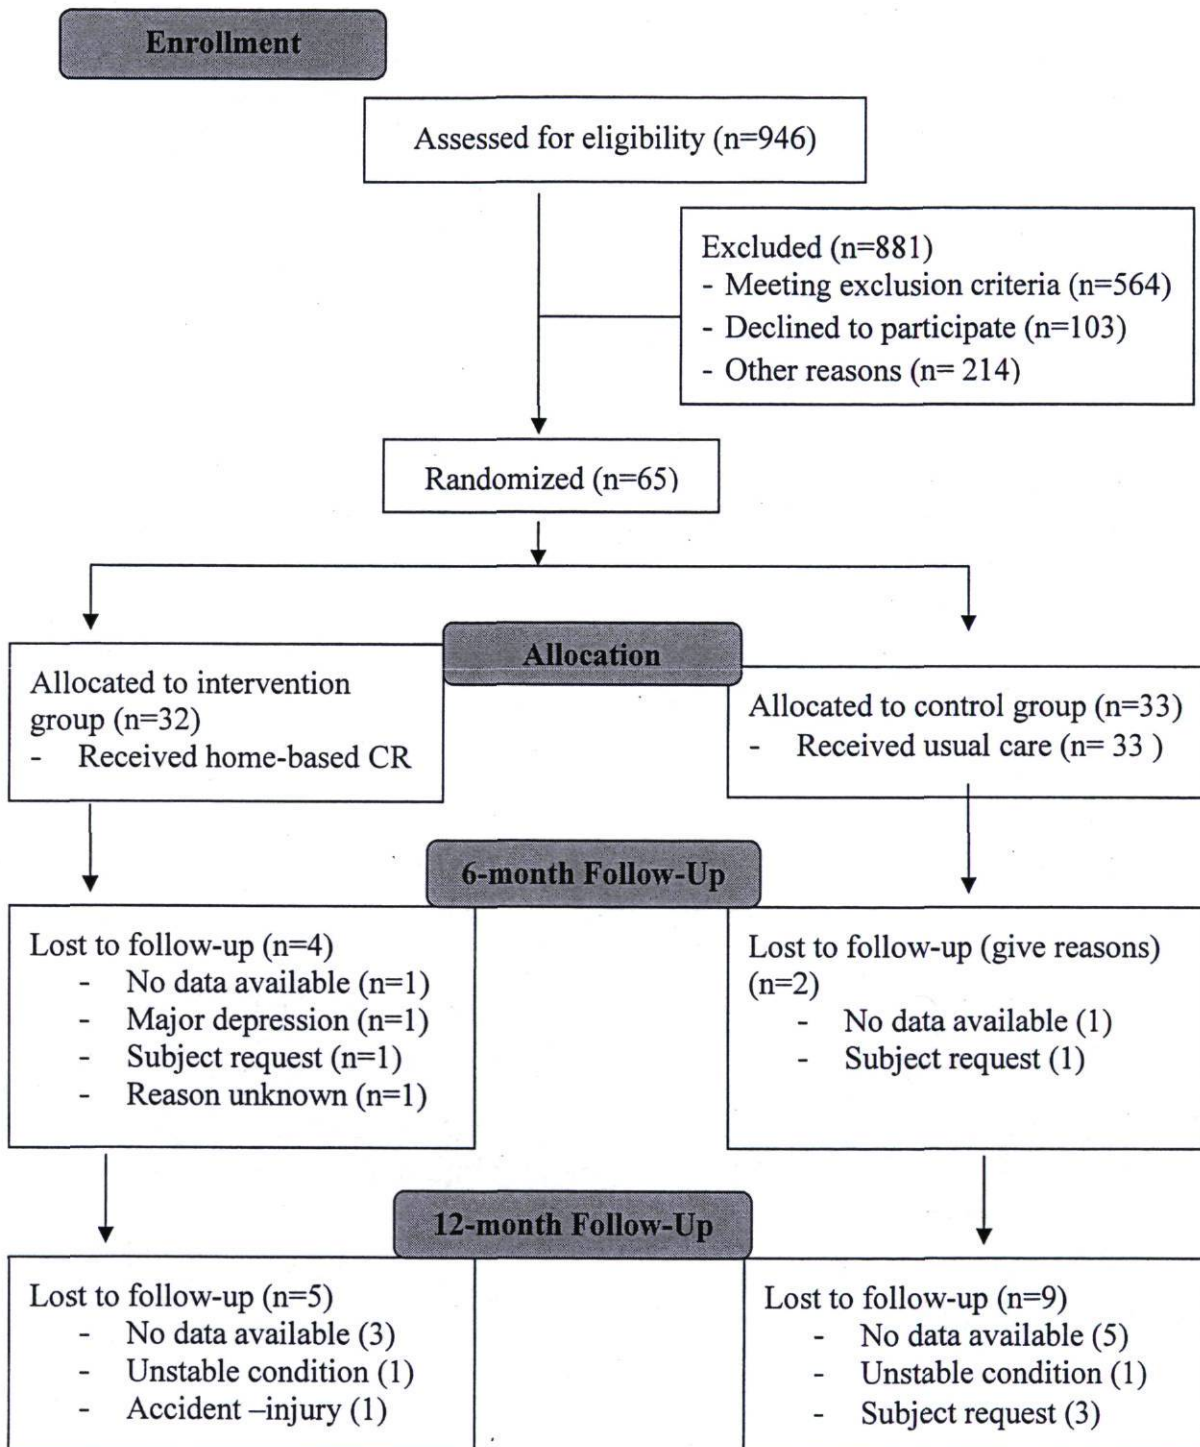 Enrollment
Assessed for eligibility (n=946)
Excluded (n=881)
- Meeting exclusion criteria (n=564)
- Declined to participate (n=103)
- Other reasons (n= 214)
Randomized (n=65)
Allocation
Allocated to intervention
group (n=32)
- Received home-based CR
Allocated to control group (n=33)
- Received usual care (n= 33 )
6-month Follow-Up
Lost to follow-up (n=4)
- No data available (n=1)
- Major depression (n=1)
- Subject request (n=1)
- Reason unknown (n=1)
Lost to follow-up (give reasons)
(n=2)
- No data available (1)
- Subject request (1)
12-month Follow-Up
Lost to follow-up (n=5)
- No data available (3)
- Unstable condition (1)
- Accident –injury (1)
Lost to follow-up (n=9)
- No data available (5)
- Unstable condition (1)
- Subject request (3)